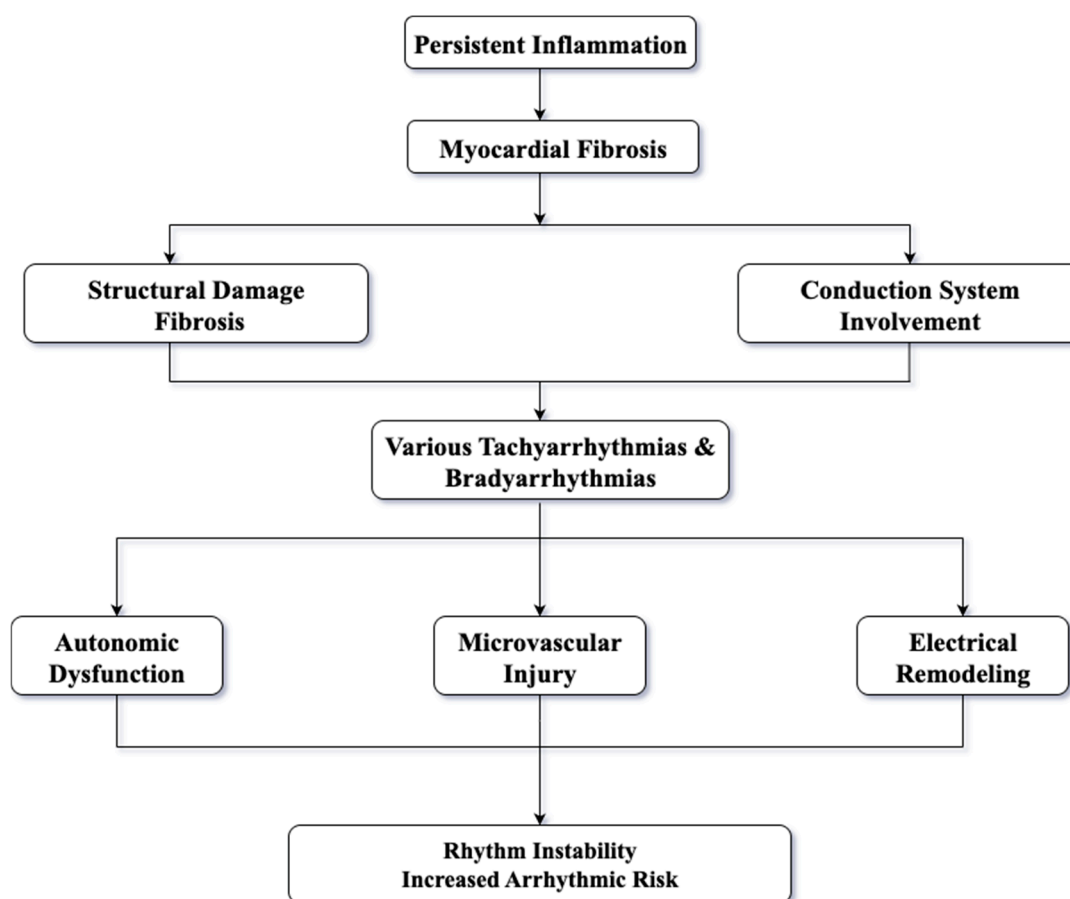 Persistent Inflammation
Myocardial Fibrosis
Structural Damage
Fibrosis
Conduction System
Involvement
Various Tachyarrhythmias &
Bradyarrhythmias
Autonomic
Dysfunction
Microvascular
Injury
Electrical
Remodeling
Rhythm Instability
Increased Arrhythmic Risk